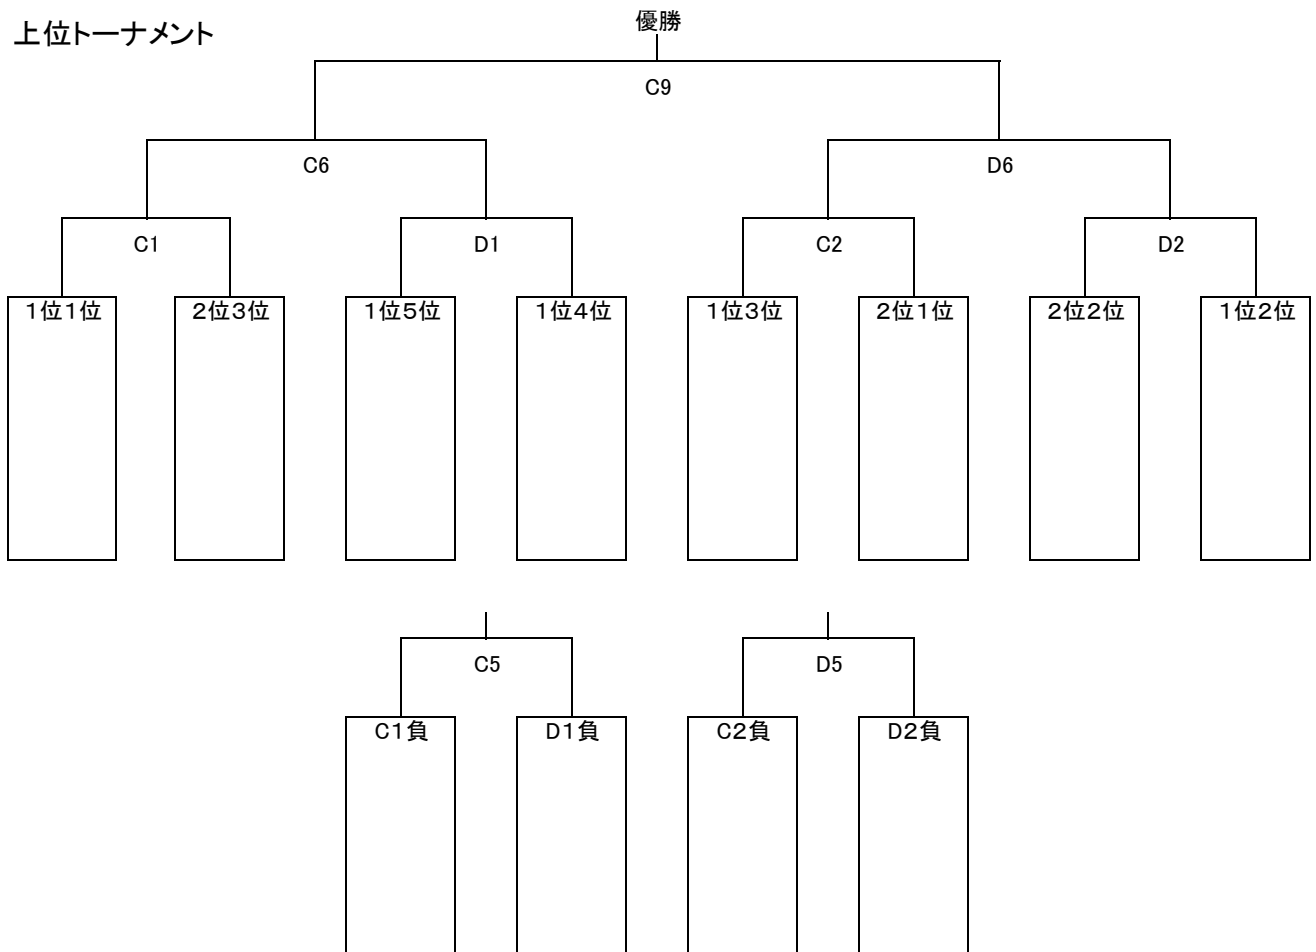 優勝
上位トーナメント
C9
C6 D6
C1 D1 C2 D2
1位1位 2位3位 1位5位 1位4位 1位3位 2位1位 2位2位 1位2位
C5 D5
C1負 D1負 C2負 D2負